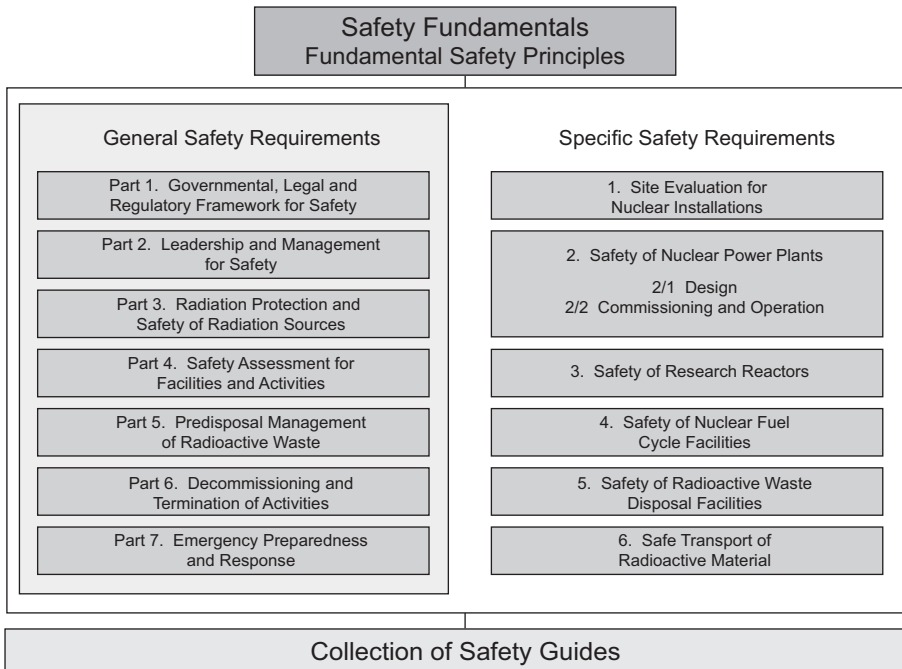 Safety Fundamentals
Fundamental Safety Principles
General Safety Requirements
Part 1. Governmental, Legal and
Regulatory Framework for Safety
Part 2. Leadership and Management
for Safety
Part 3. Radiation Protection and
Safety of Radiation Sources
Part 4. Safety Assessment for
Facilities and Activities
Part 5. Predisposal Management
of Radioactive Waste
Part 6. Decommissioning and
Termination of Activities
Part 7. Emergency Preparedness
and Response
Specific Safety Requirements
1. Site Evaluation for
Nuclear Installations
2. Safety of Nuclear Power Plants
2/1 Design
2/2 Commissioning and Operation
3. Safety of Research Reactors
4. Safety of Nuclear Fuel
Cycle Facilities
5. Safety of Radioactive Waste
Disposal Facilities
6. Safe Transport of
Radioactive Material
Collection of Safety Guides